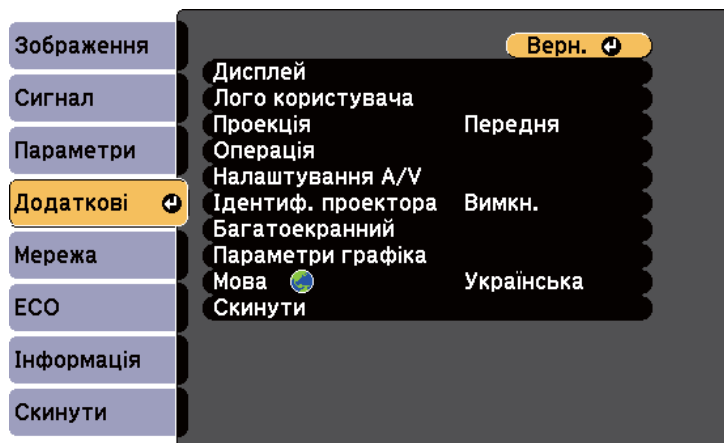 Зображення
Сигнал
Параметри
Додаткові
Мережа
ECO
Інформація
Скинути
Верн.
Дисплей
Лого користувача
Проекція Передня
Операція
Налаштування A/V
Ідентиф. проектора Вимкн.
Багатоекранний
Параметри графіка
Мова Українська
Скинути